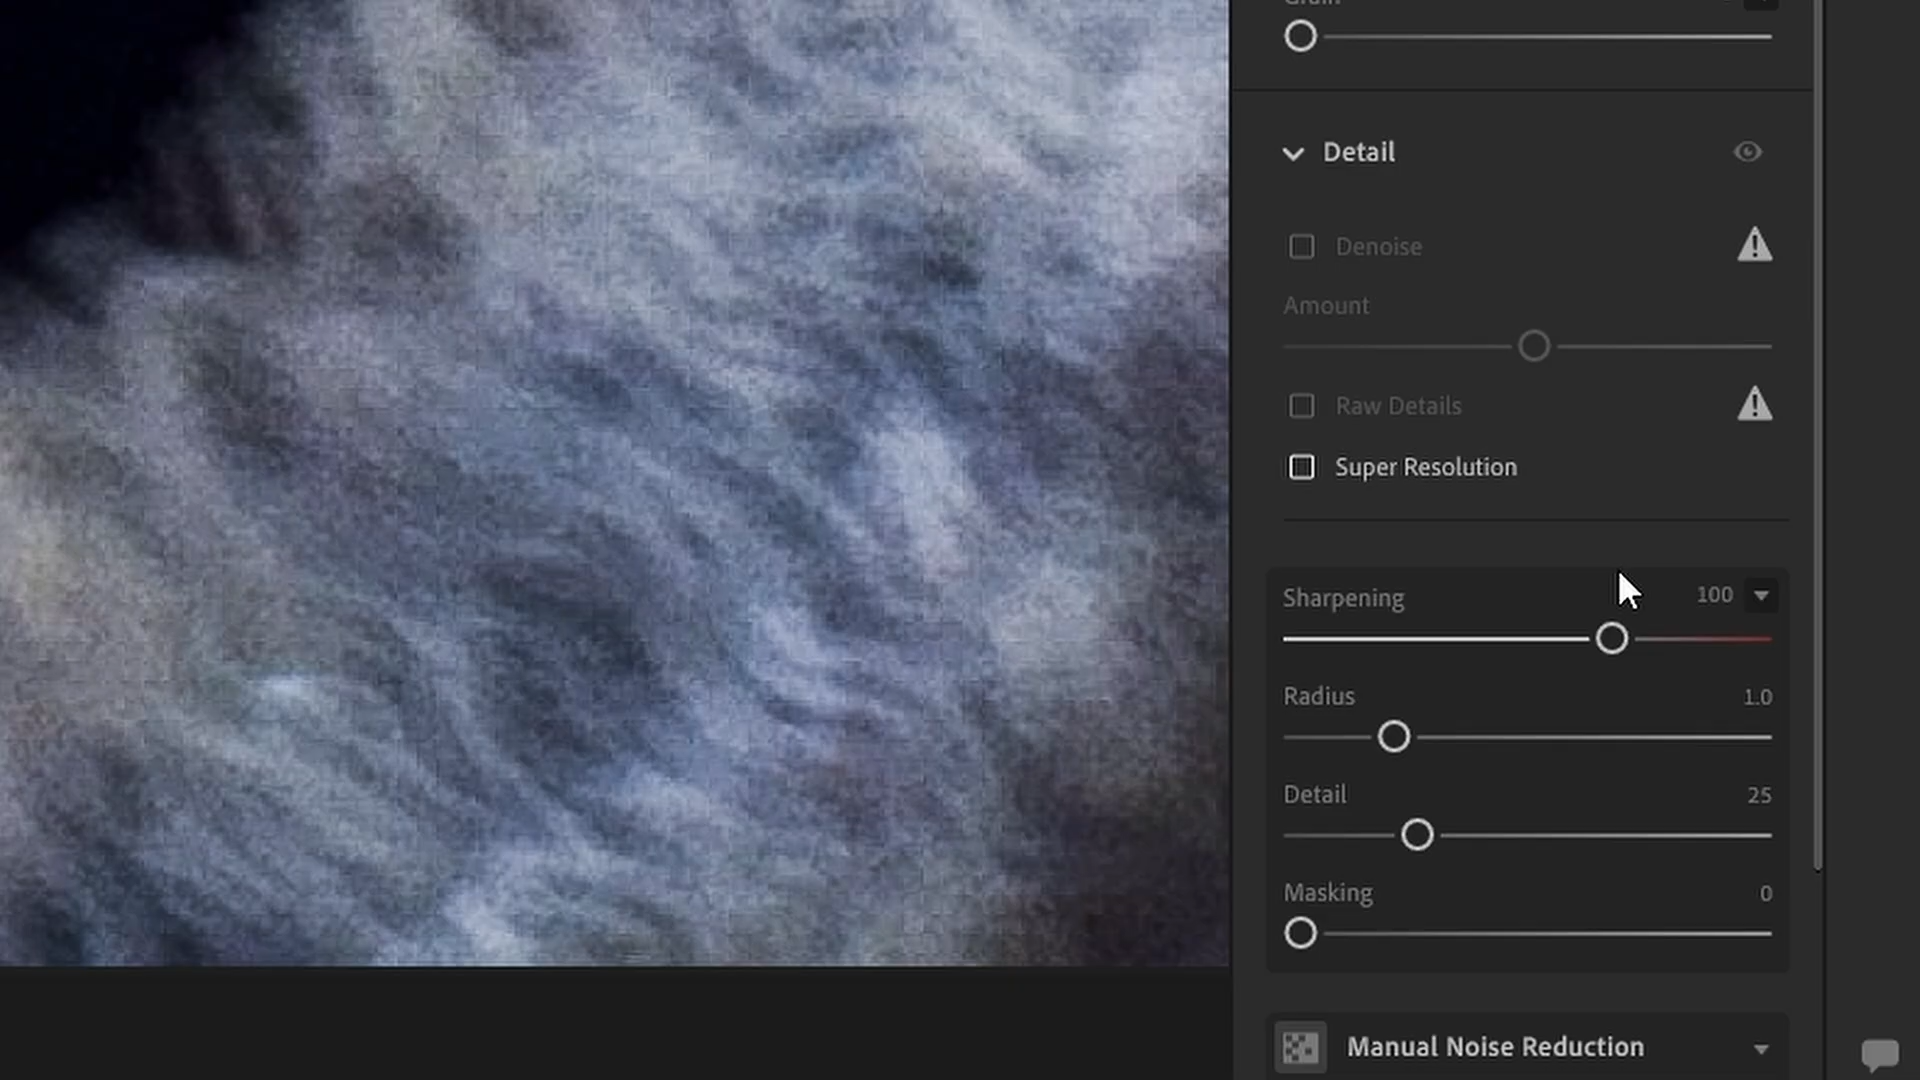 Grain
Detail
Denoise
Amount
Raw Details
Super Resolution
Sharpening 100
Radius 1.0
Detail 25
Masking 0
Manual Noise Reduction